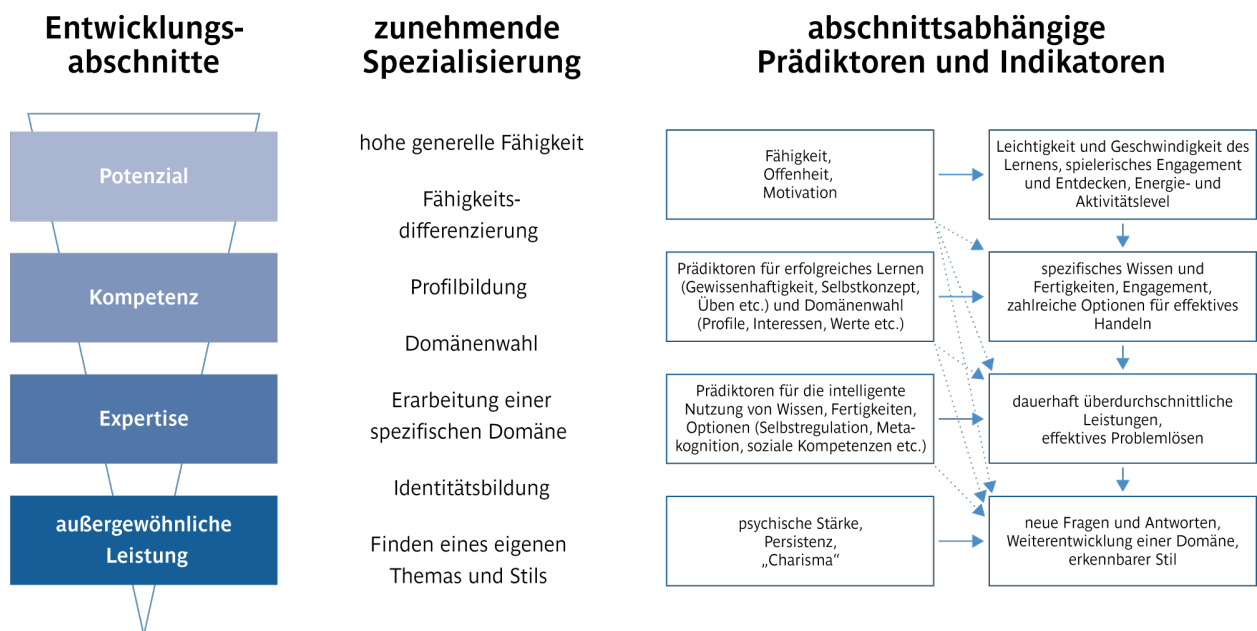 Entwicklungs-
abschnitte
zunehmende
Spezialisierung
abschnittsabhängige
Prädiktoren und Indikatoren
Potenzial
Kompetenz
Expertise
außergewöhnliche
Leistung
hohe generelle Fähigkeit
Fähigkeits-
differenzierung
Profilbildung
Domänenwahl
Erarbeitung einer
spezifischen Domäne
Identitätsbildung
Finden eines eigenen
Themas und Stils
Fähigkeit,
Offenheit,
Motivation
Leichtigkeit und Geschwindigkeit des
Lernens, spielerisches Engagement
und Entdecken, Energie- und
Aktivitätslevel
Prädiktoren für erfolgreiches Lernen
(Gewissenhaftigkeit, Selbstkonzept,
Üben etc.) und Domänenwahl
(Profile, Interessen, Werte etc.)
spezifisches Wissen und
Fertigkeiten, Engagement,
zahlreiche Optionen für effektives
Handeln
Prädiktoren für die intelligente
Nutzung von Wissen, Fertigkeiten,
Optionen (Selbstregulation, Meta-
kognition, soziale Kompetenzen etc.)
dauerhaft überdurchschnittliche
Leistungen,
effektives Problemlösen
psychische Stärke,
Persistenz,
„Charisma“
neue Fragen und Antworten,
Weiterentwicklung einer Domäne,
erkennbarer Stil